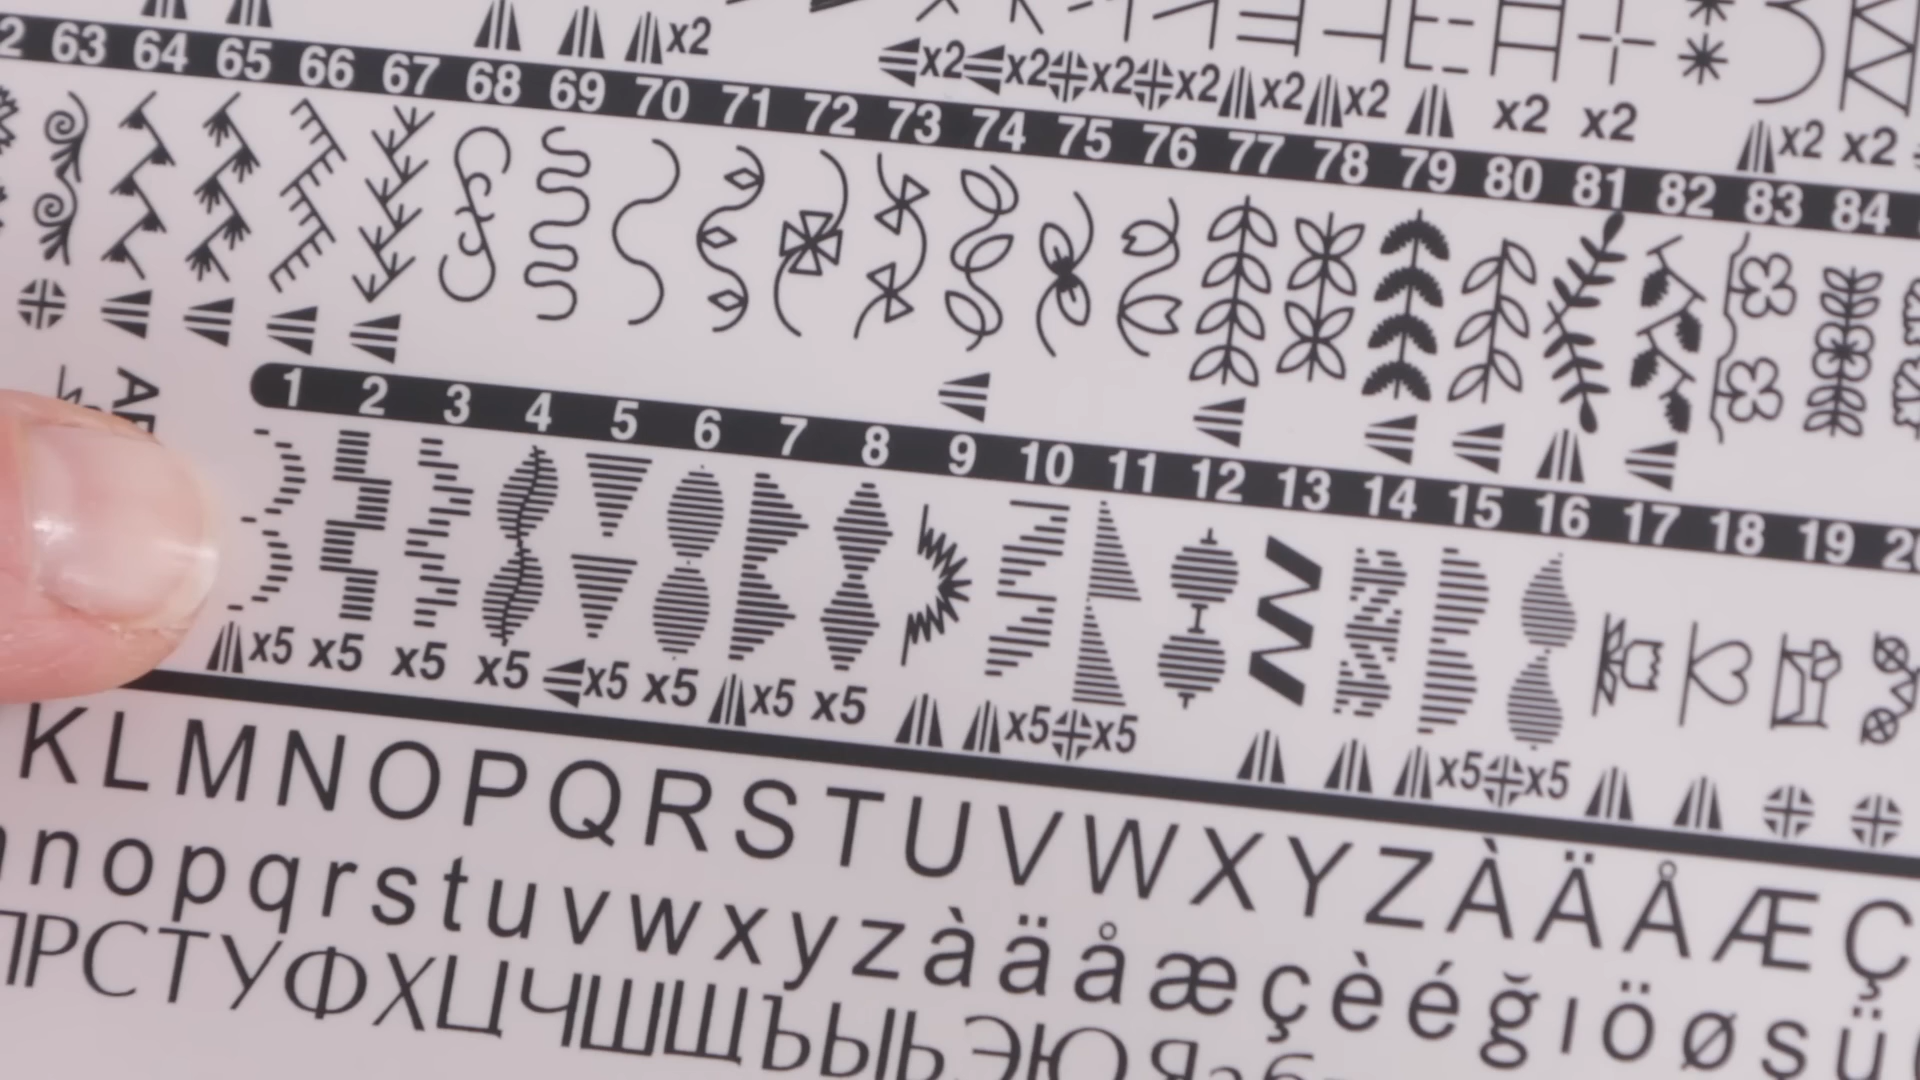 x2
x2 x2 x2 x2 x2 x2 x2 x2 x2 x2
2 63 64 65 66 67 68 69 70 71 72 73 74 75 76 77 78 79 80 81 82 83 84
1 2 3 4 5 6 7 8 9 10 11 12 13 14 15 16 17 18 19
x5 x5 x5 x5 x5 x5 x5 x5 x5 x5 x5 x5
K L M N O P Q R S T U V W X Y Z À Ä Å Æ Ç
n o p q r s t u v w x y z à ä å æ ç è é ğ ı ö ø ş ü
П Р С Т У Ф Х Ц Ч Ш Щ Ъ Ы Ь Э Ю Я